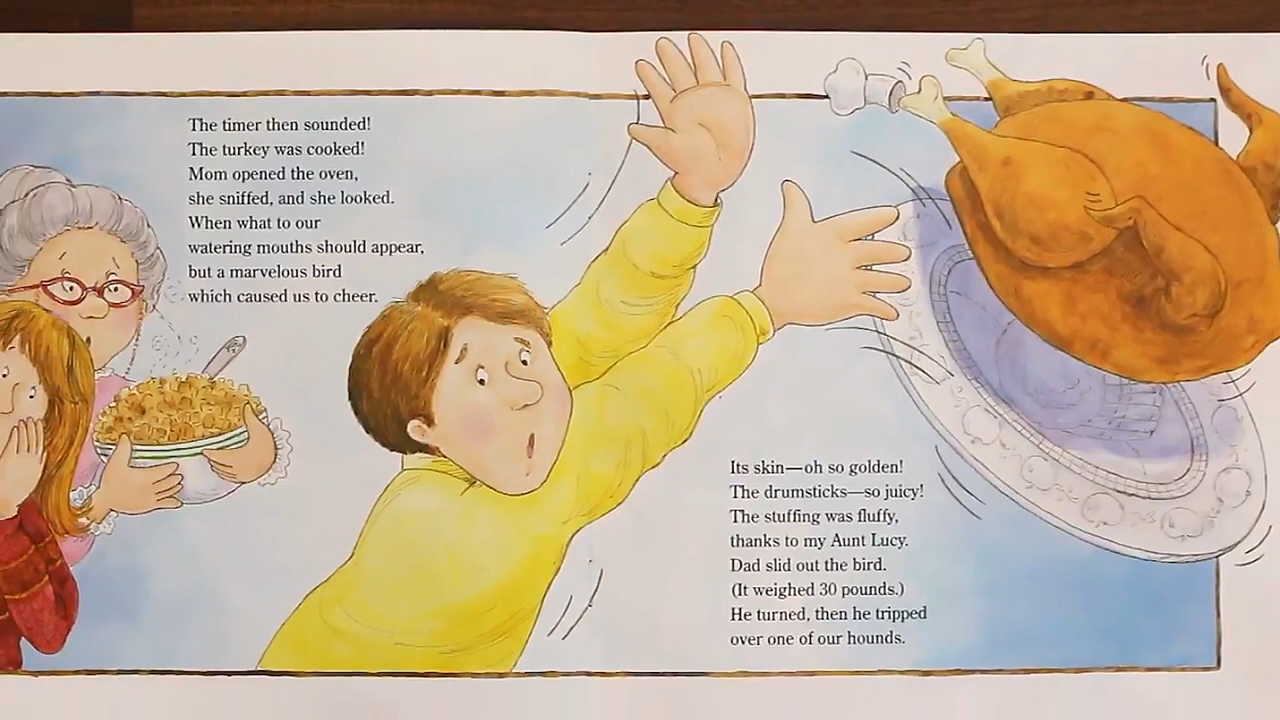 The timer then sounded!
The turkey was cooked!
Mom opened the oven,
she sniffed, and she looked.
When what to our
watering mouths should appear,
but a marvelous bird
which caused us to cheer.
Its skin—oh so golden!
The drumsticks—so juicy!
The stuffing was fluffy,
thanks to my Aunt Lucy.
Dad slid out the bird.
(It weighed 30 pounds.)
He turned, then he tripped
over one of our hounds.